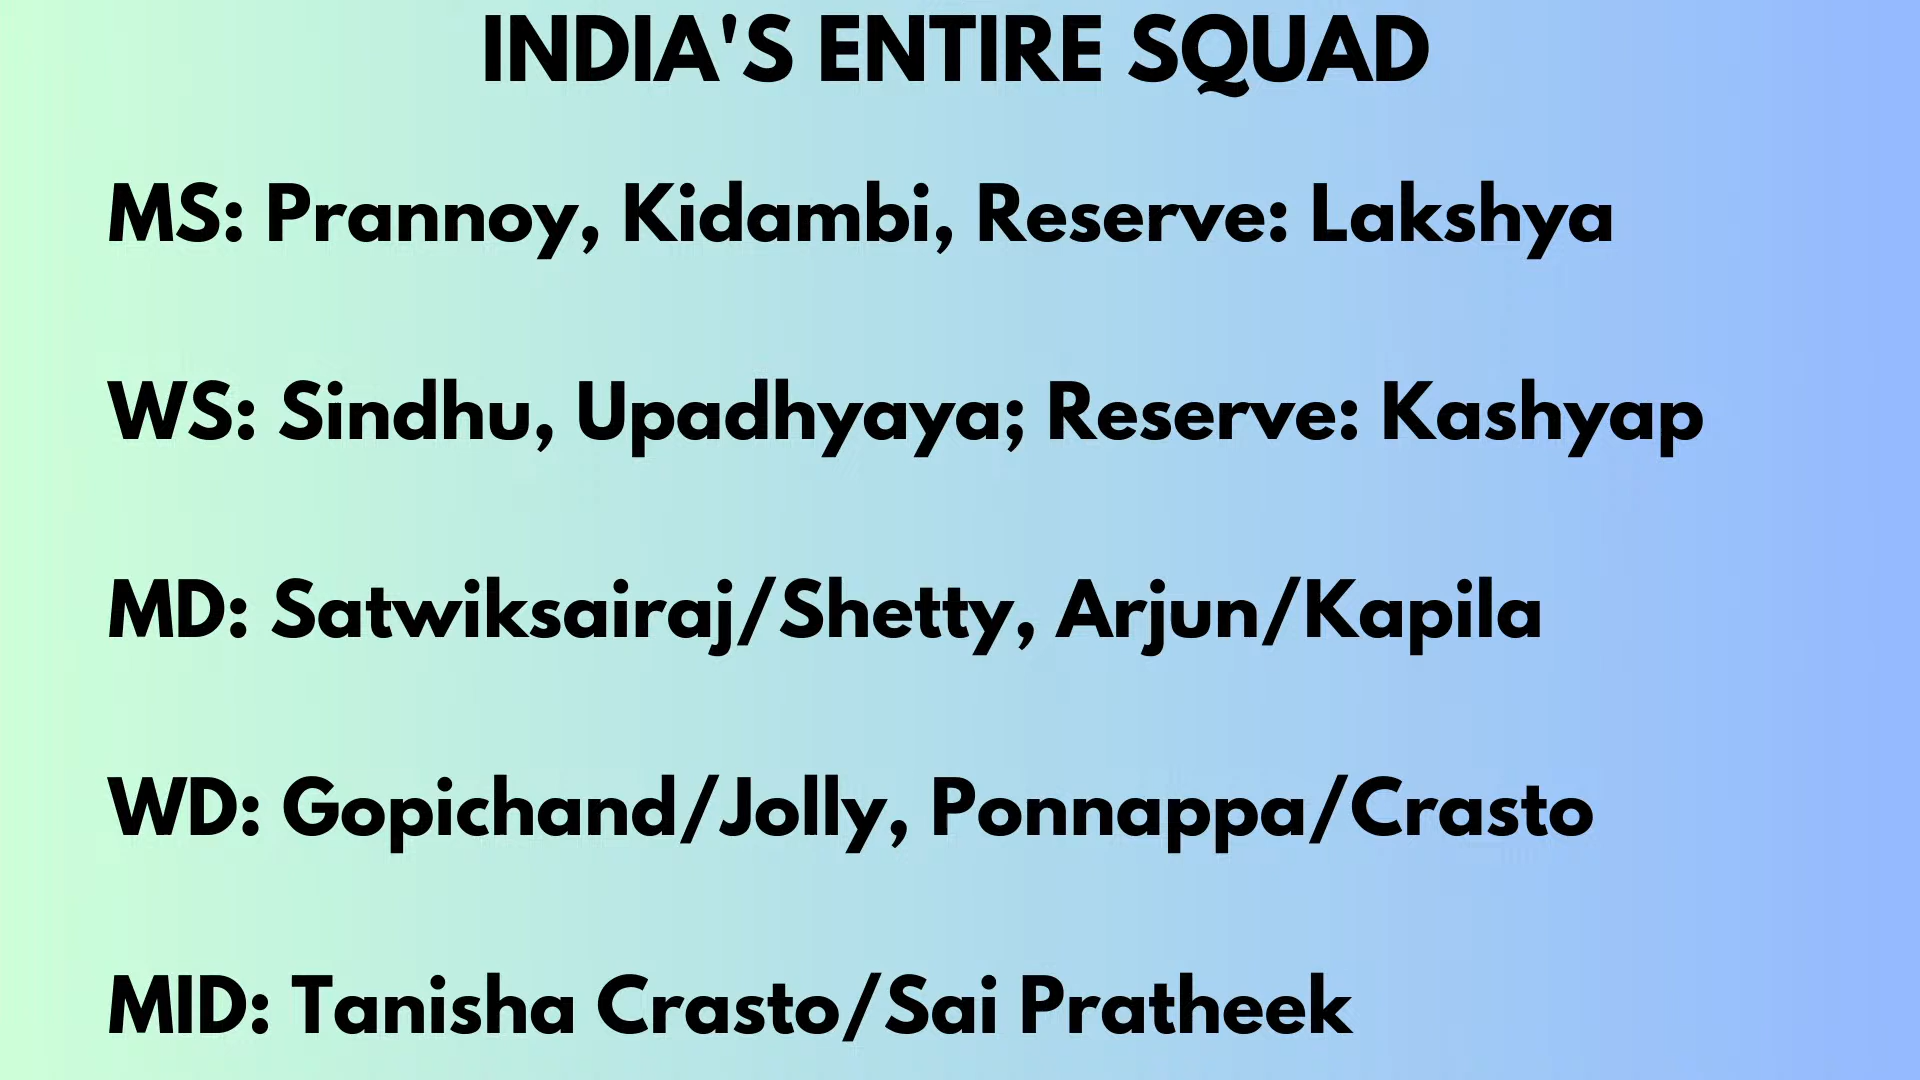 INDIA'S ENTIRE SQUAD
MS: Prannoy, Kidambi, Reserve: Lakshya
WS: Sindhu, Upadhyaya; Reserve: Kashyap
MD: Satwiksairaj/Shetty, Arjun/Kapila
WD: Gopichand/Jolly, Ponnappa/Crasto
MID: Tanisha Crasto/Sai Pratheek